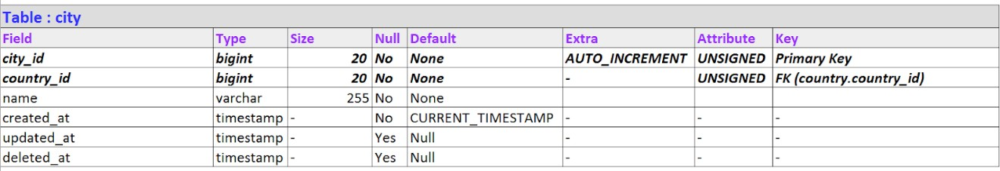 Table : city
Field Type Size Null Default Extra Attribute Key
city_id bigint 20 No None AUTO_INCREMENT UNSIGNED Primary Key
country_id bigint 20 No None - UNSIGNED FK (country.country_id)
name varchar 255 No None
created_at timestamp - No CURRENT_TIMESTAMP - - -
updated_at timestamp - Yes Null - - -
deleted_at timestamp - Yes Null - - -